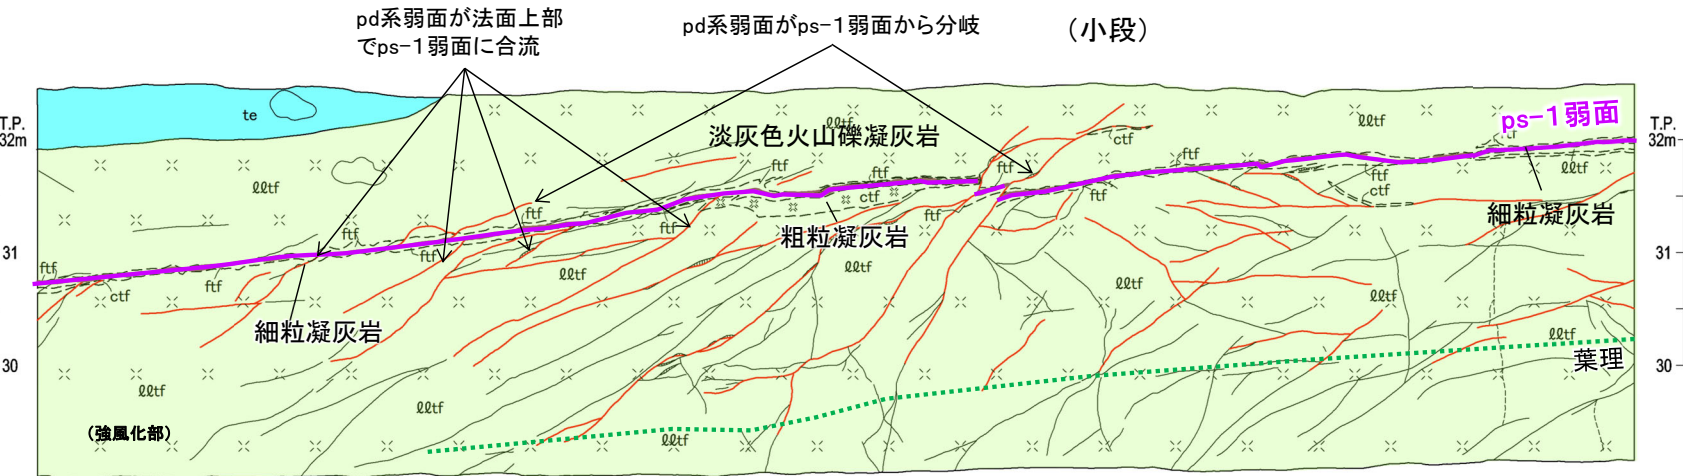 pd系弱面が法面上部
でps-1弱面に合流
pd系弱面がps-1弱面から分岐
（小段）
T.P.
32m
31
30
te
ℓℓtf
淡灰色火山礫凝灰岩
ℓℓtf
ps-1弱面
T.P.
32m
31
30
ctf
ftf
ℓℓtf
ftf
ftf
ftf
ftf
ctf
ℓℓtf
ctf
ftf
ftf
ftf
細粒凝灰岩
ftf
ftf
粗粒凝灰岩
ftf
ftf
ctf
ftf
ℓℓtf
ℓℓtf
ℓℓtf
ℓℓtf
細粒凝灰岩
ℓℓtf
葉理
ℓℓtf
ℓℓtf
（強風化部）
ℓℓtf